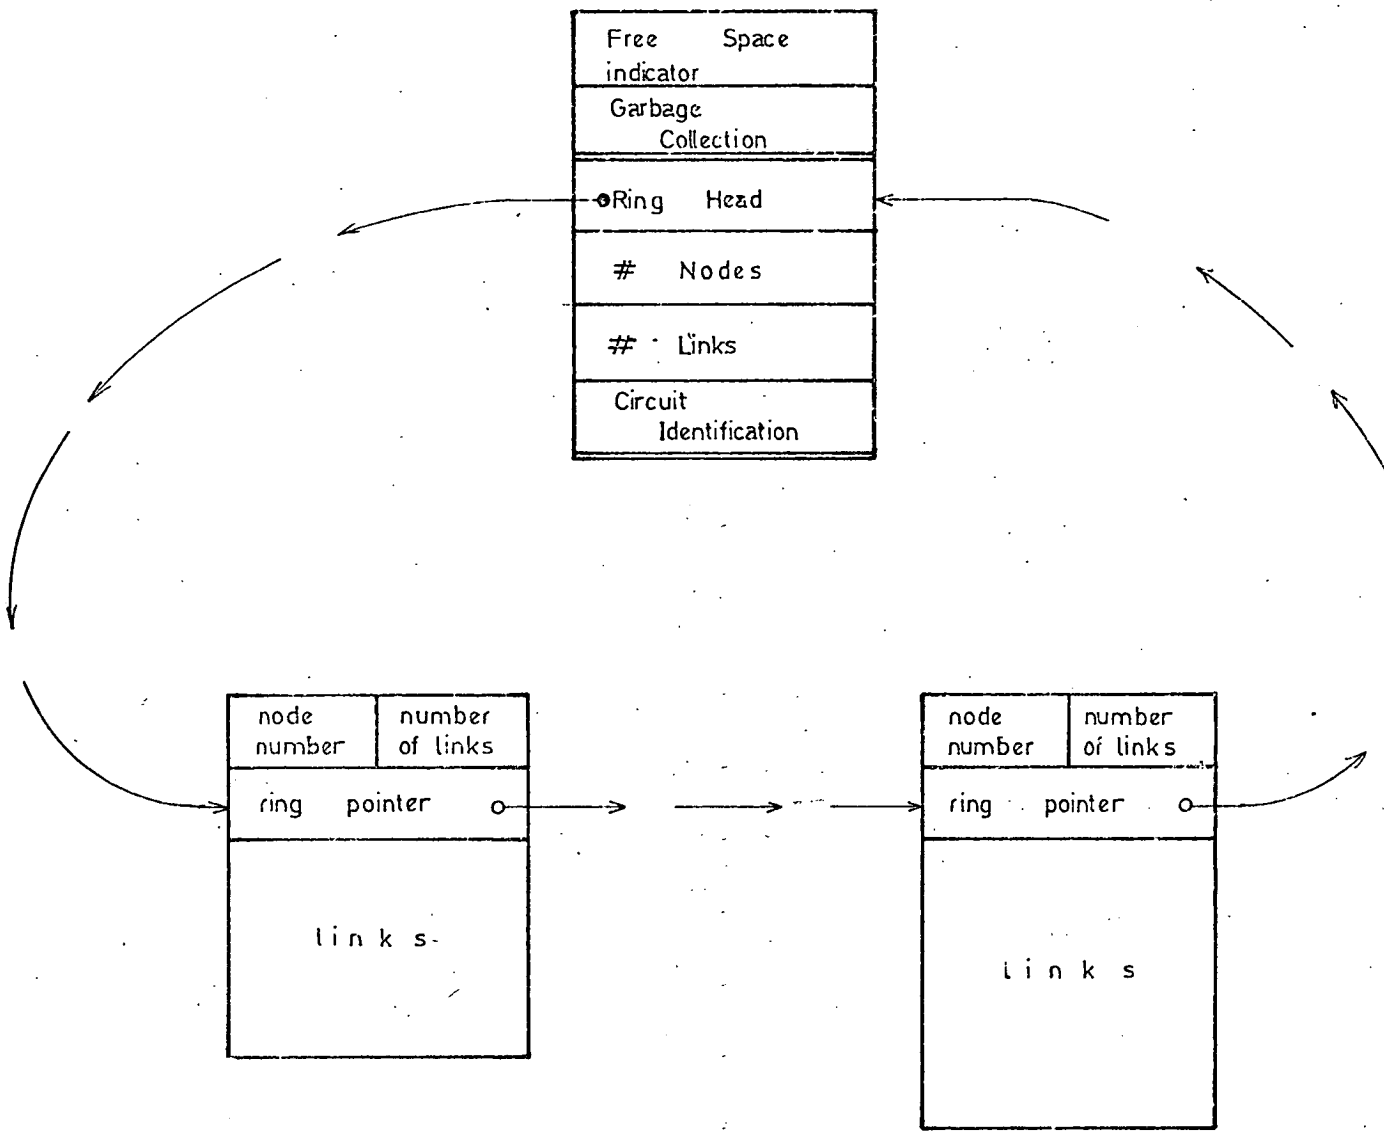 Free Space
indicator
Garbage
Collection
Ring Head
# Nodes
# Links
Circuit
Identification
node number
number of links
ring pointer
links
node number
number of links
ring pointer
links